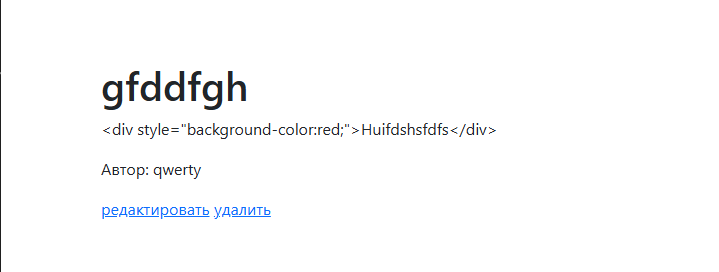 gfddfgh
<div style="background-color:red;">Huifdshsfdfs</div>
Автор: qwerty
редактировать удалить